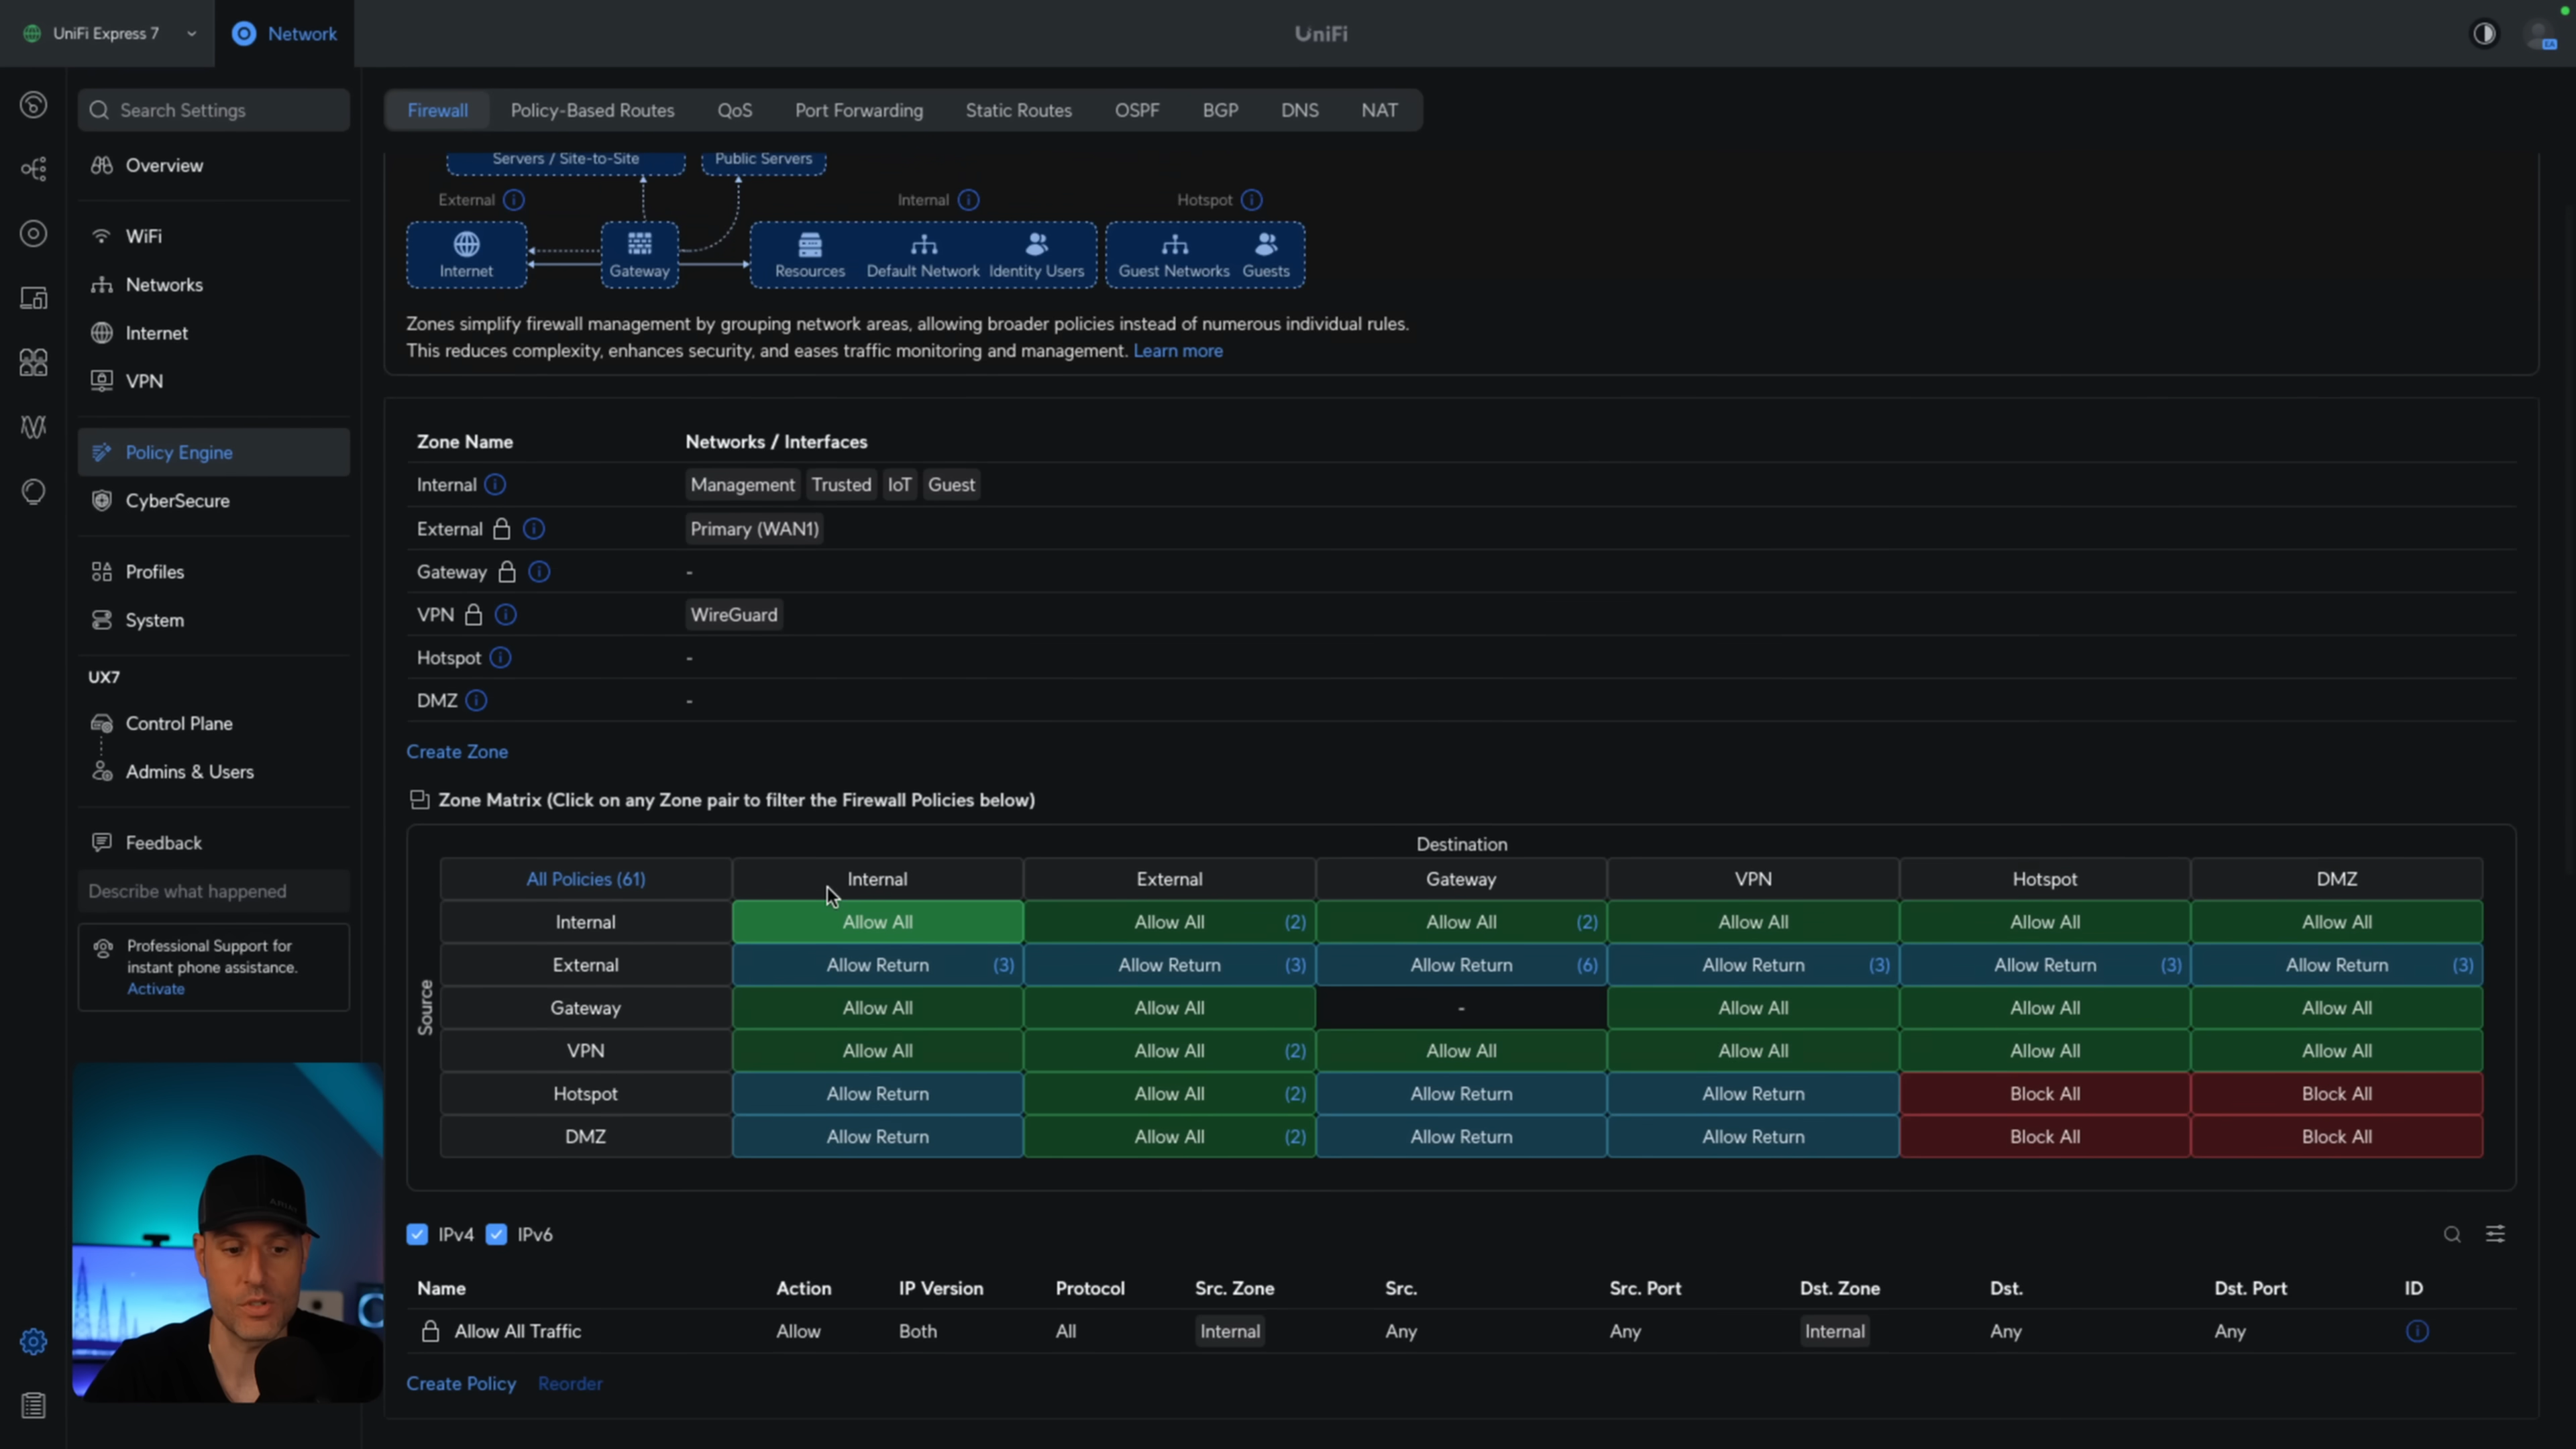 UniFi Express 7
Network
UniFi
Search Settings
Overview
WiFi
Networks
Internet
VPN
Policy Engine
CyberSecure
Profiles
System
UX7
Control Plane
Admins & Users
Feedback
Describe what happened
Professional Support for
instant phone assistance.
Activate
Firewall Policy-Based Routes QoS Port Forwarding Static Routes OSPF BGP DNS NAT
Servers / Site-to-Site Public Servers
External Internal Hotspot
Internet Gateway Resources Default Network Identity Users Guest Networks Guests
Zones simplify firewall management by grouping network areas, allowing broader policies instead of numerous individual rules.
This reduces complexity, enhances security, and eases traffic monitoring and management. Learn more
Zone Name Networks / Interfaces
Internal Management Trusted IoT Guest
External Primary (WAN1)
Gateway -
VPN WireGuard
Hotspot -
DMZ -
Create Zone
Zone Matrix (Click on any Zone pair to filter the Firewall Policies below)
Destination
Source
All Policies (61) Internal External Gateway VPN Hotspot DMZ
Internal Allow All Allow All (2) Allow All (2) Allow All Allow All Allow All
External Allow Return (3) Allow Return (3) Allow Return (6) Allow Return (3) Allow Return (3) Allow Return (3)
Gateway Allow All Allow All - Allow All Allow All Allow All
VPN Allow All Allow All (2) Allow All Allow All Allow All Allow All
Hotspot Allow Return Allow All (2) Allow Return Allow Return Block All Block All
DMZ Allow Return Allow All (2) Allow Return Allow Return Block All Block All
IPv4 IPv6
Name Action IP Version Protocol Src. Zone Src. Src. Port Dst. Zone Dst. Dst. Port ID
Allow All Traffic Allow Both All Internal Any Any Internal Any Any
Create Policy Reorder